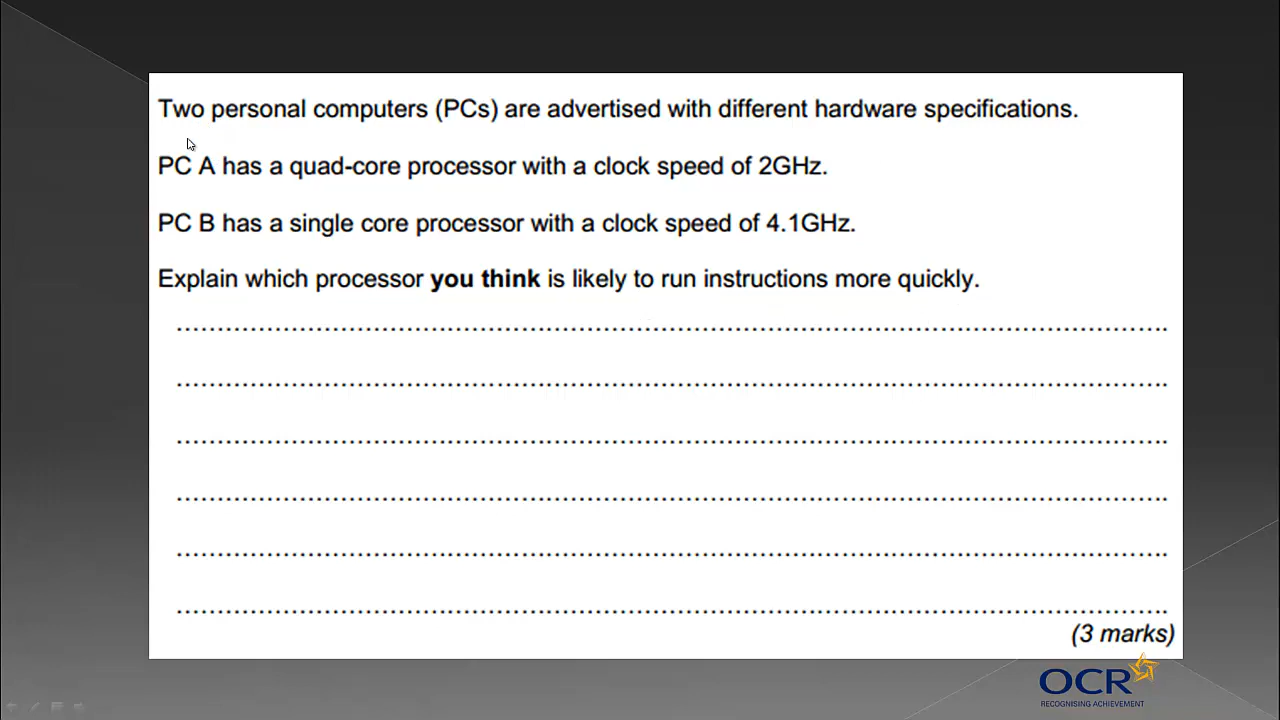 Two personal computers (PCs) are advertised with different hardware specifications.
PC A has a quad-core processor with a clock speed of 2GHz.
PC B has a single core processor with a clock speed of 4.1GHz.
Explain which processor you think is likely to run instructions more quickly.
(3 marks)
OCR
RECOGNISING ACHIEVEMENT